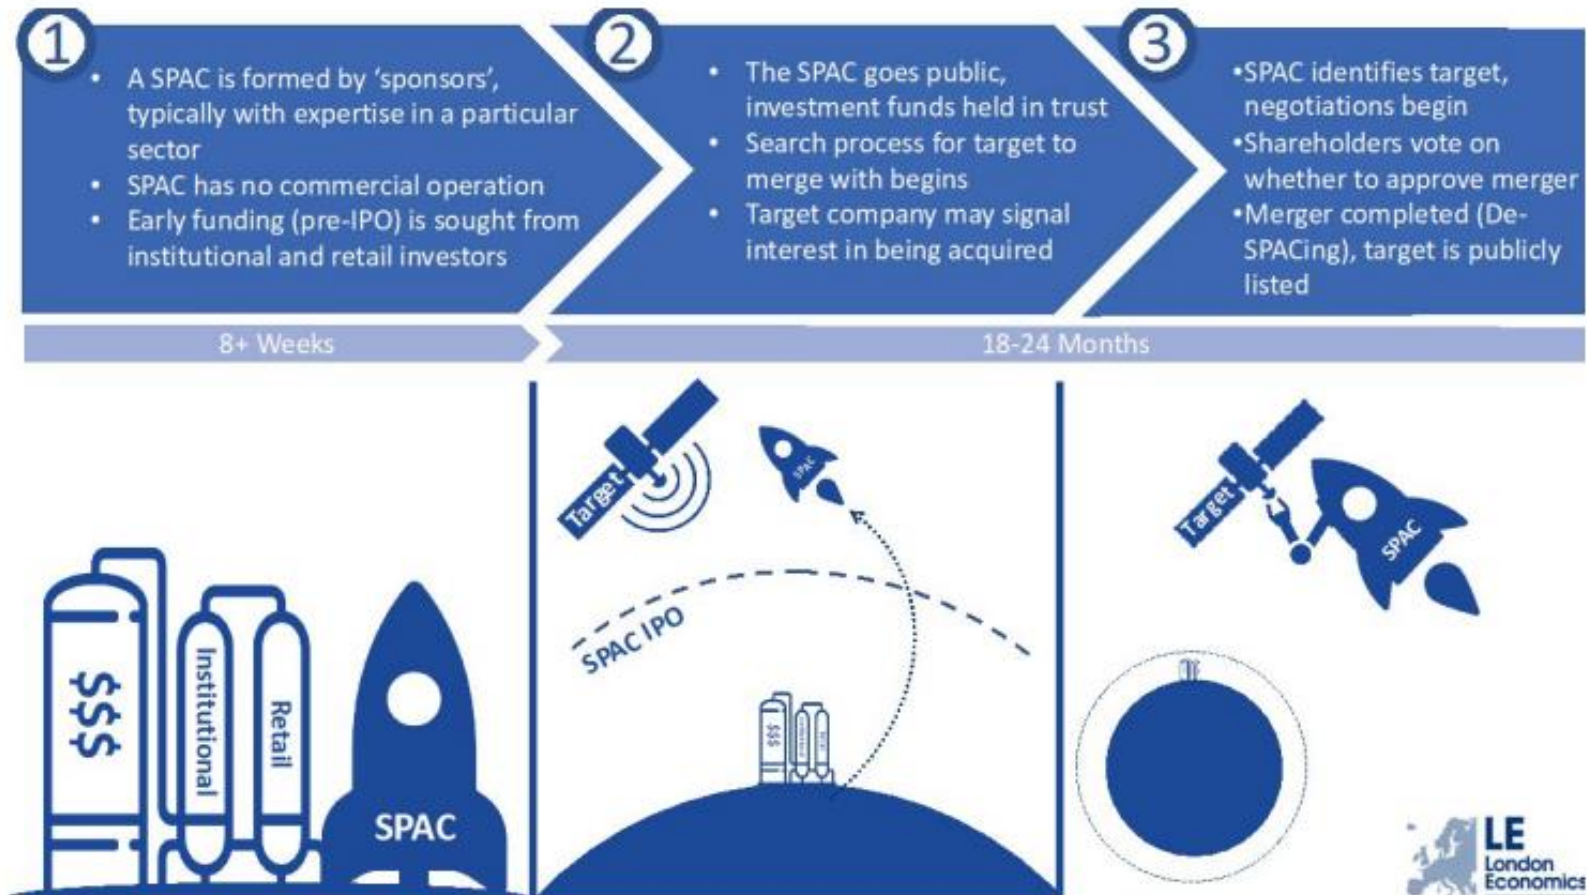 1
• A SPAC is formed by ‘sponsors’,
typically with expertise in a particular
sector
• SPAC has no commercial operation
• Early funding (pre-IPO) is sought from
institutional and retail investors
2
• The SPAC goes public,
investment funds held in trust
• Search process for target to
merge with begins
• Target company may signal
interest in being acquired
3
•SPAC identifies target,
negotiations begin
•Shareholders vote on
whether to approve merger
•Merger completed (De-
SPACing), target is publicly
listed
8+ Weeks
18-24 Months
$$$
Institutional
Retail
SPAC
Target
SPAC
SPAC IPO
$$$
Target
SPAC
LE
London
Economics